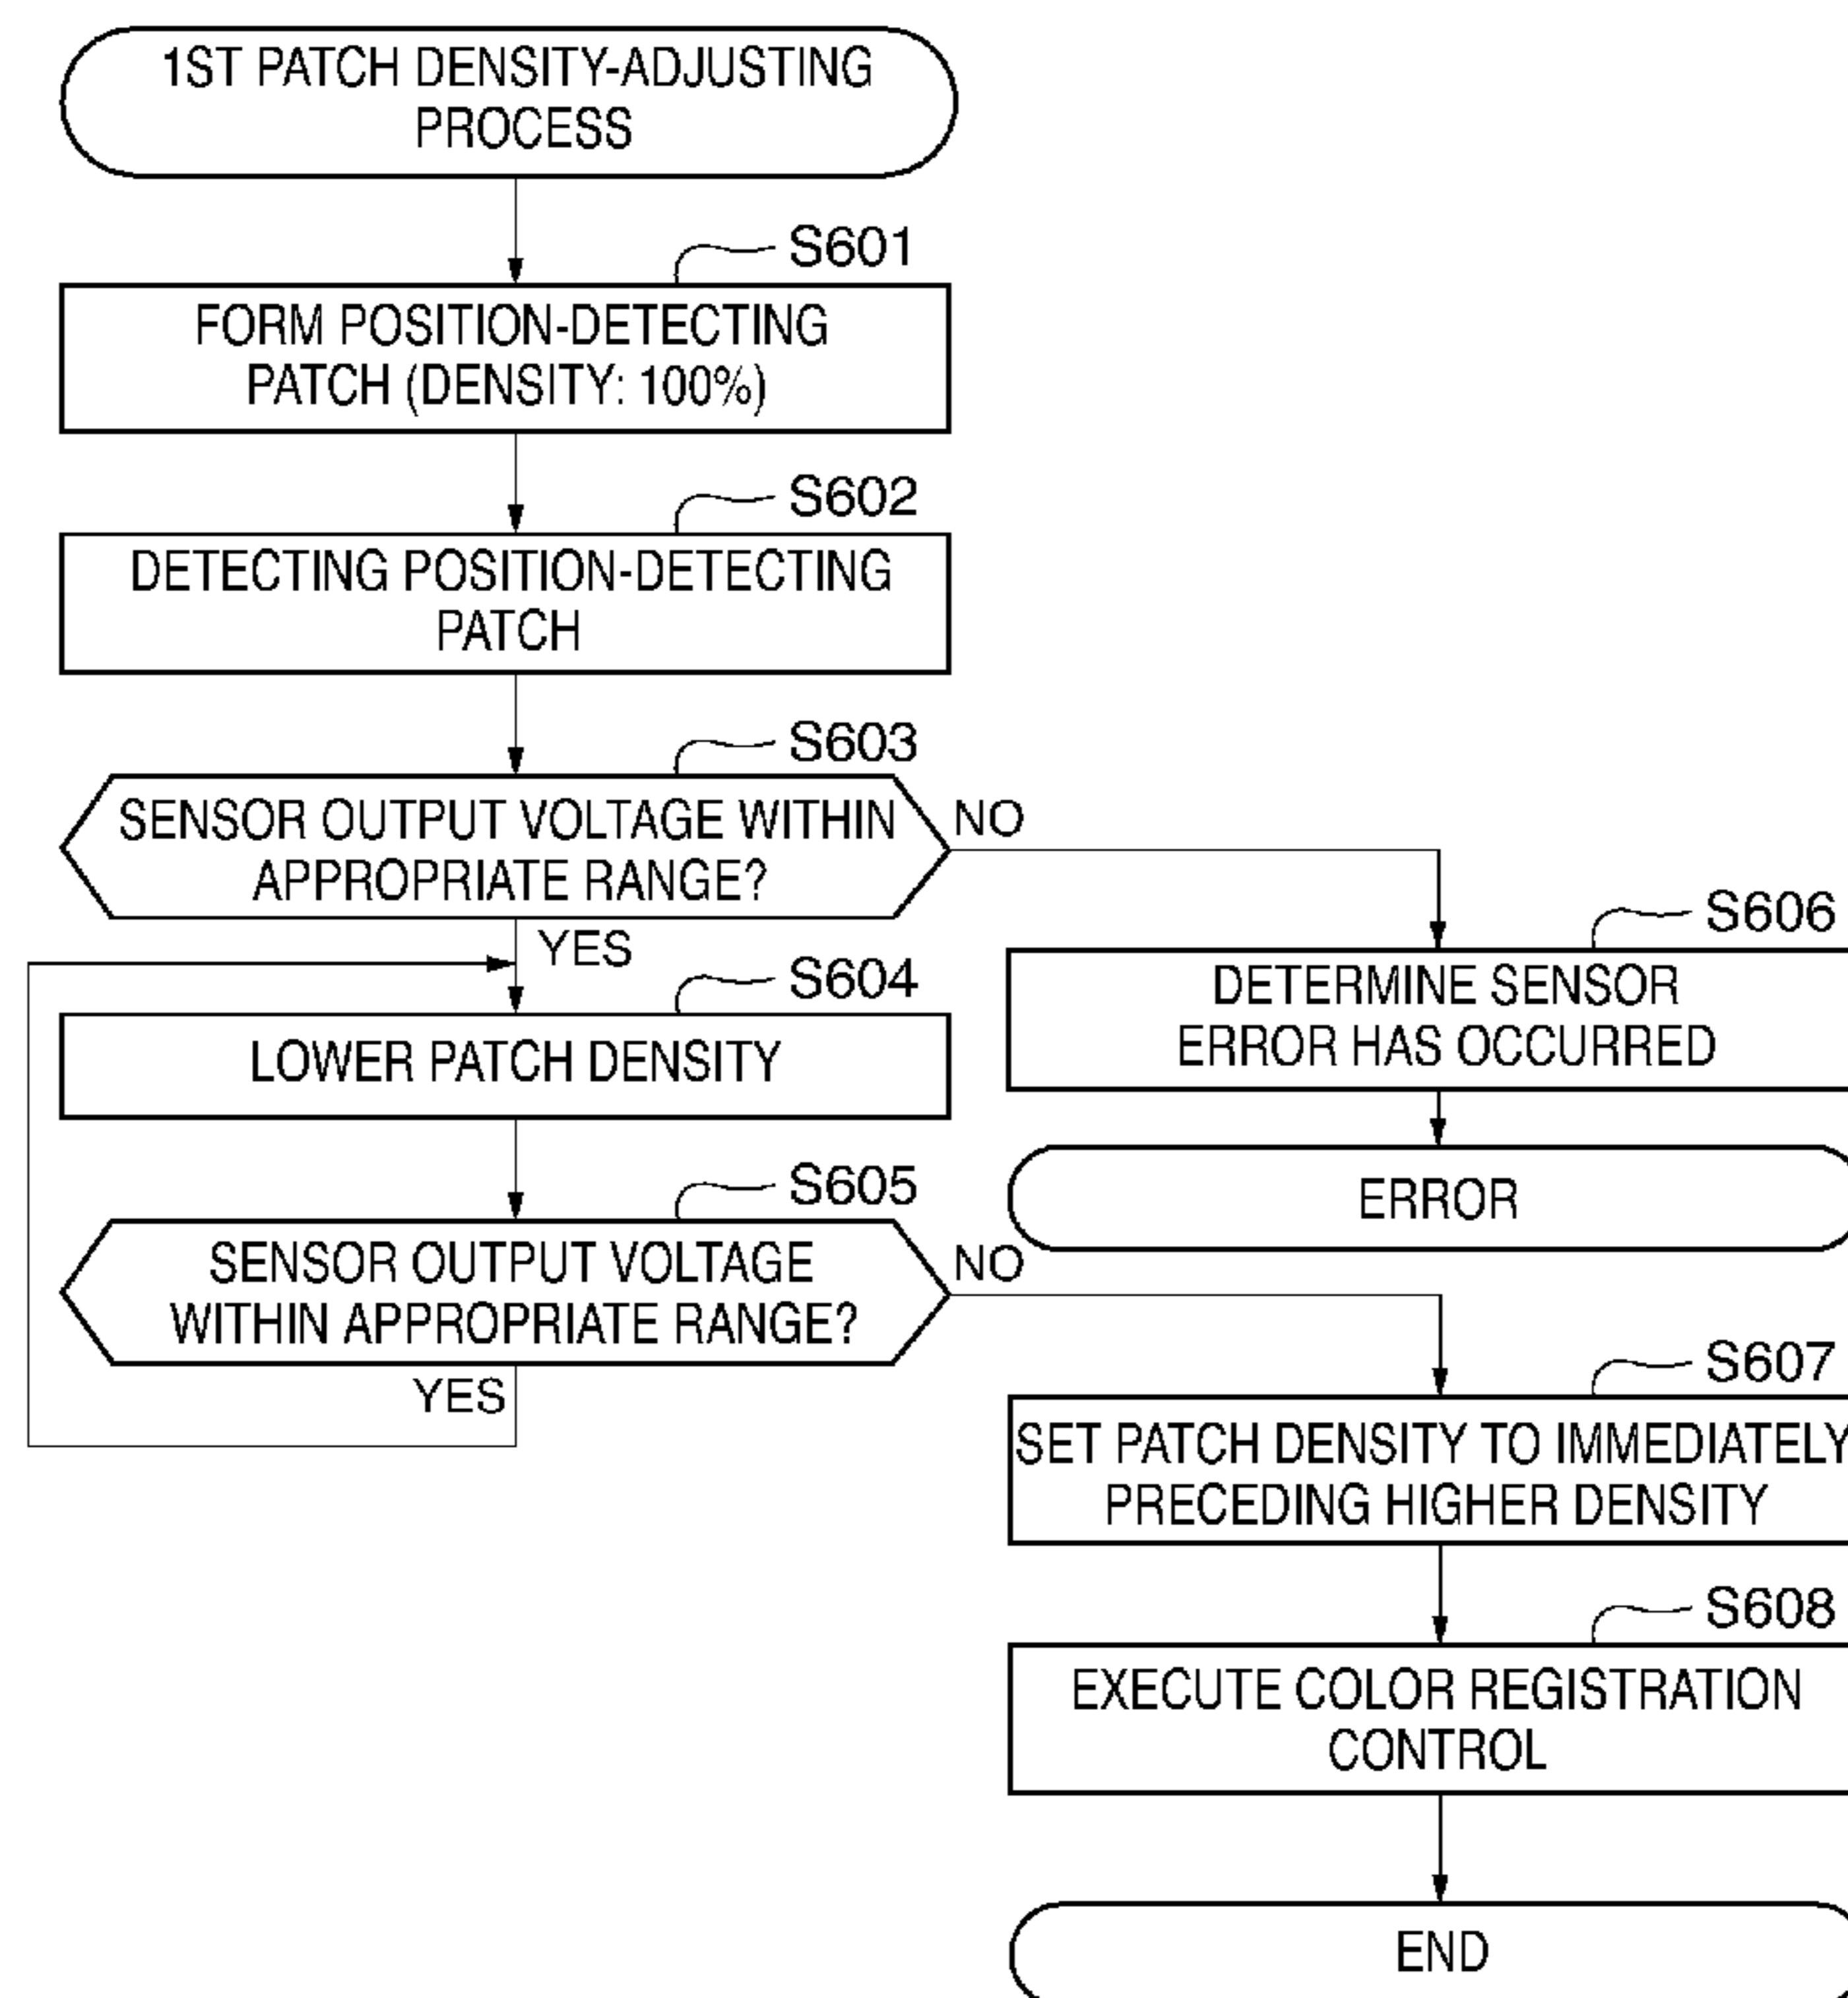 1ST PATCH DENSITY-ADJUSTING
PROCESS
S601
FORM POSITION-DETECTING
PATCH (DENSITY: 100%)
S602
DETECTING POSITION-DETECTING
PATCH
S603
SENSOR OUTPUT VOLTAGE WITHIN
APPROPRIATE RANGE?
NO
YES
S604
LOWER PATCH DENSITY
S605
SENSOR OUTPUT VOLTAGE
WITHIN APPROPRIATE RANGE?
NO
YES
S606
DETERMINE SENSOR
ERROR HAS OCCURRED
ERROR
S607
SET PATCH DENSITY TO IMMEDIATELY
PRECEDING HIGHER DENSITY
S608
EXECUTE COLOR REGISTRATION
CONTROL
END